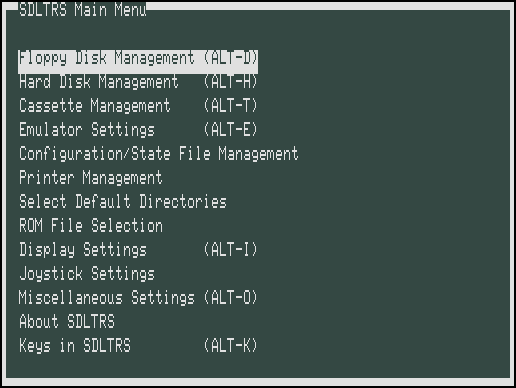 SDLTRS Main Menu
Floppy Disk Management (ALT-D)
Hard Disk Management (ALT-H)
Cassette Management (ALT-T)
Emulator Settings (ALT-E)
Configuration/State File Management
Printer Management
Select Default Directories
ROM File Selection
Display Settings (ALT-I)
Joystick Settings
Miscellaneous Settings (ALT-O)
About SDLTRS
Keys in SDLTRS (ALT-K)